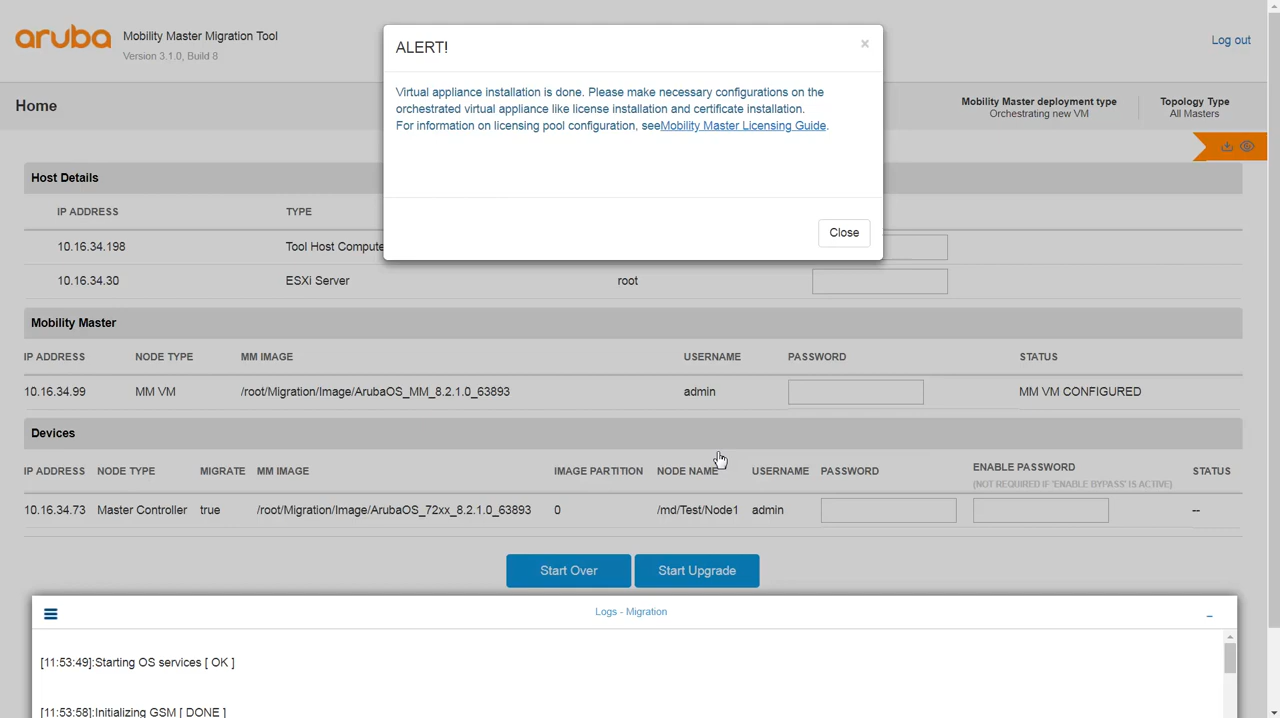 aruba
Mobility Master Migration Tool
Version 3.1.0, Build 8
ALERT!
×
Log out
Virtual appliance installation is done. Please make necessary configurations on the
orchestrated virtual appliance like license installation and certificate installation.
For information on licensing pool configuration, seeMobility Master Licensing Guide.
Close
Home
Mobility Master deployment type
Orchestrating new VM
Topology Type
All Masters
Host Details
IP ADDRESS TYPE
10.16.34.198 Tool Host Compute
10.16.34.30 ESXi Server root
Mobility Master
IP ADDRESS NODE TYPE MM IMAGE USERNAME PASSWORD STATUS
10.16.34.99 MM VM /root/Migration/Image/ArubaOS_MM_8.2.1.0_63893 admin MM VM CONFIGURED
Devices
IP ADDRESS NODE TYPE MIGRATE MM IMAGE IMAGE PARTITION NODE NAME USERNAME PASSWORD ENABLE PASSWORD STATUS
(NOT REQUIRED IF 'ENABLE BYPASS' IS ACTIVE)
10.16.34.73 Master Controller true /root/Migration/Image/ArubaOS_72xx_8.2.1.0_63893 0 /md/Test/Node1 admin --
Start Over Start Upgrade
Logs - Migration
[11:53:49]:Starting OS services [ OK ]
[11:53:58]:Initializing GSM [ DONE ]